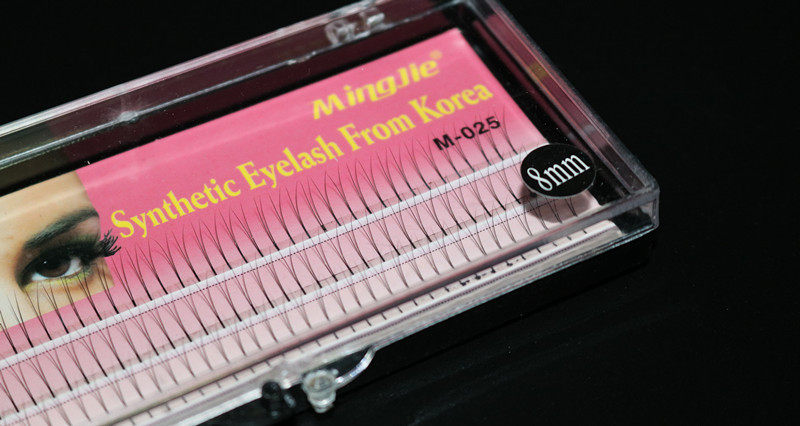 MingJie®
Synthetic Eyelash From Korea
M-025
8mm